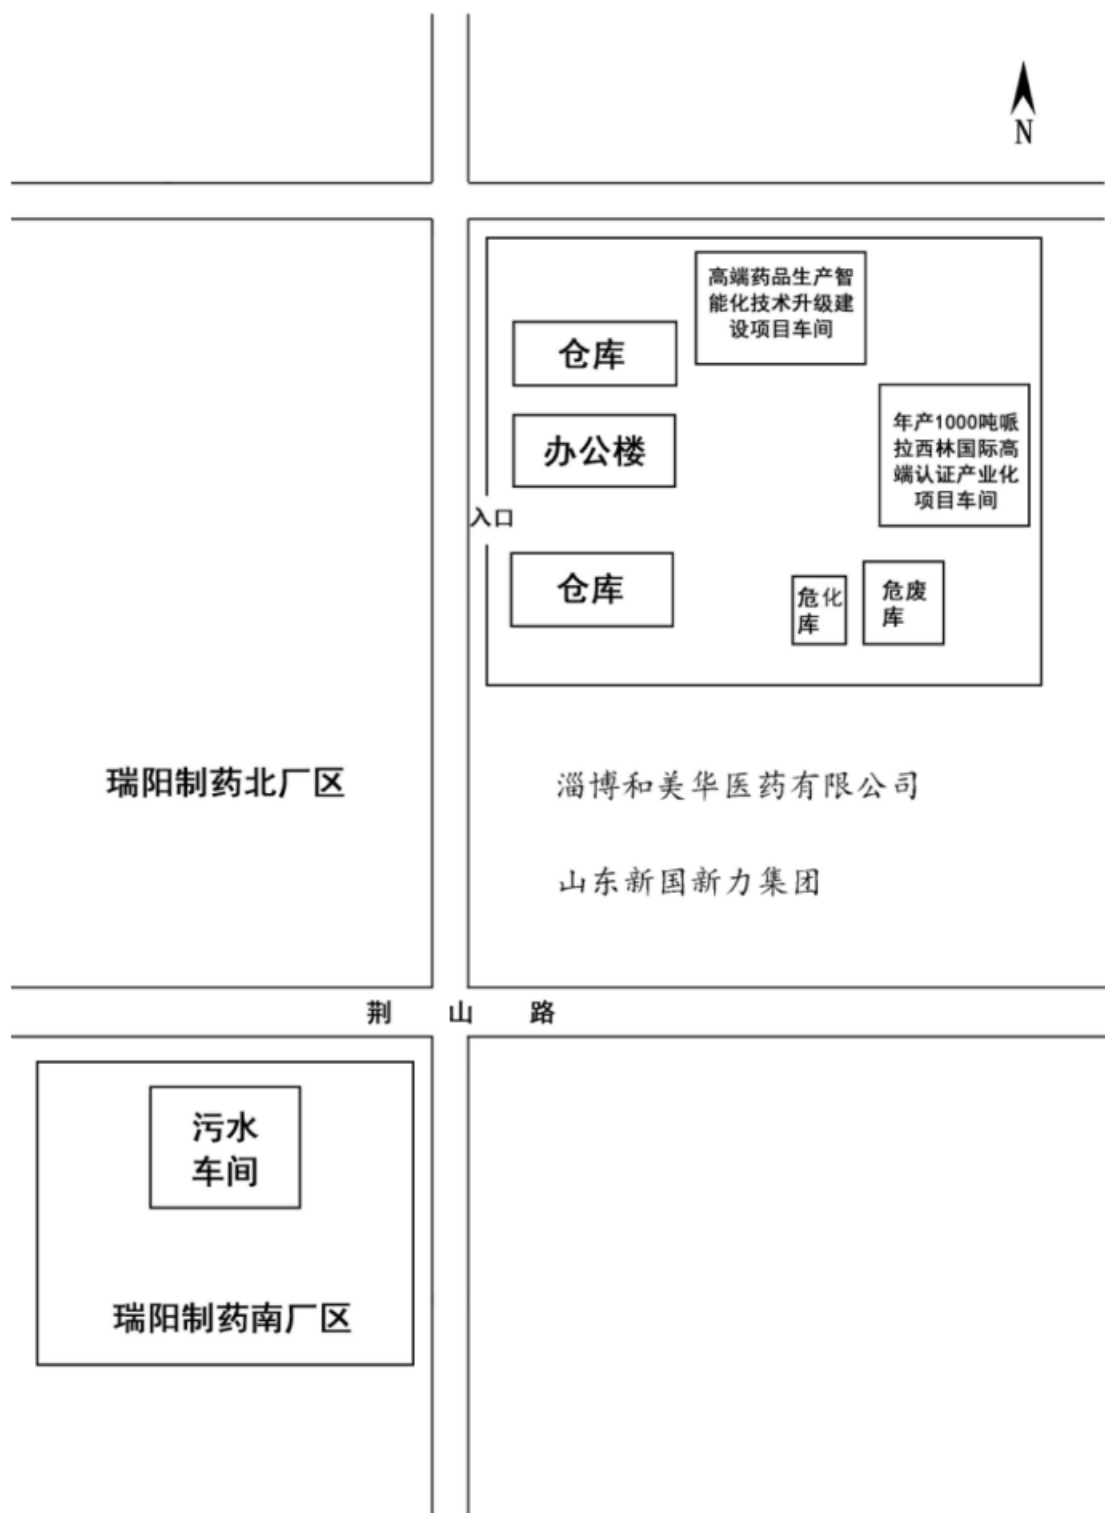 N
高端药品生产智
能化技术升级建
设项目车间
仓库
办公楼
年产1000吨哌
拉西林国际高
端认证产业化
项目车间
入口
仓库
危化
库
危废
库
瑞阳制药北厂区
淄博和美华医药有限公司
山东新国新力集团
荆山路
污水
车间
瑞阳制药南厂区